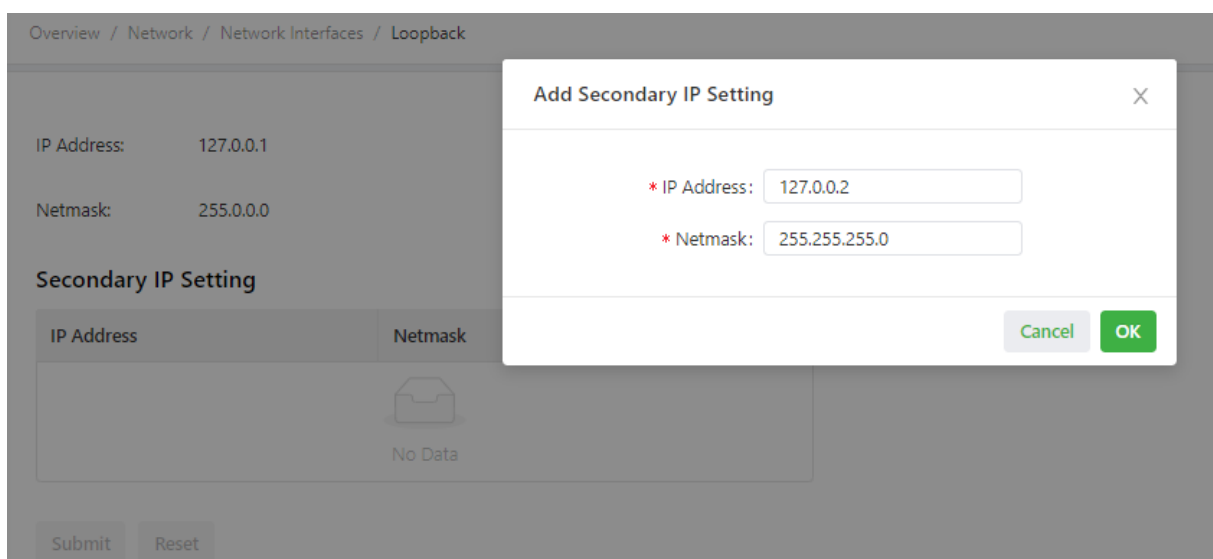 Overview / Network / Network Interfaces / Loopback
Add Secondary IP Setting
IP Address: 127.0.0.1
* IP Address: 127.0.0.2
Netmask: 255.0.0.0
* Netmask: 255.255.255.0
Secondary IP Setting
IP Address Netmask
Cancel OK
No Data
Submit Reset